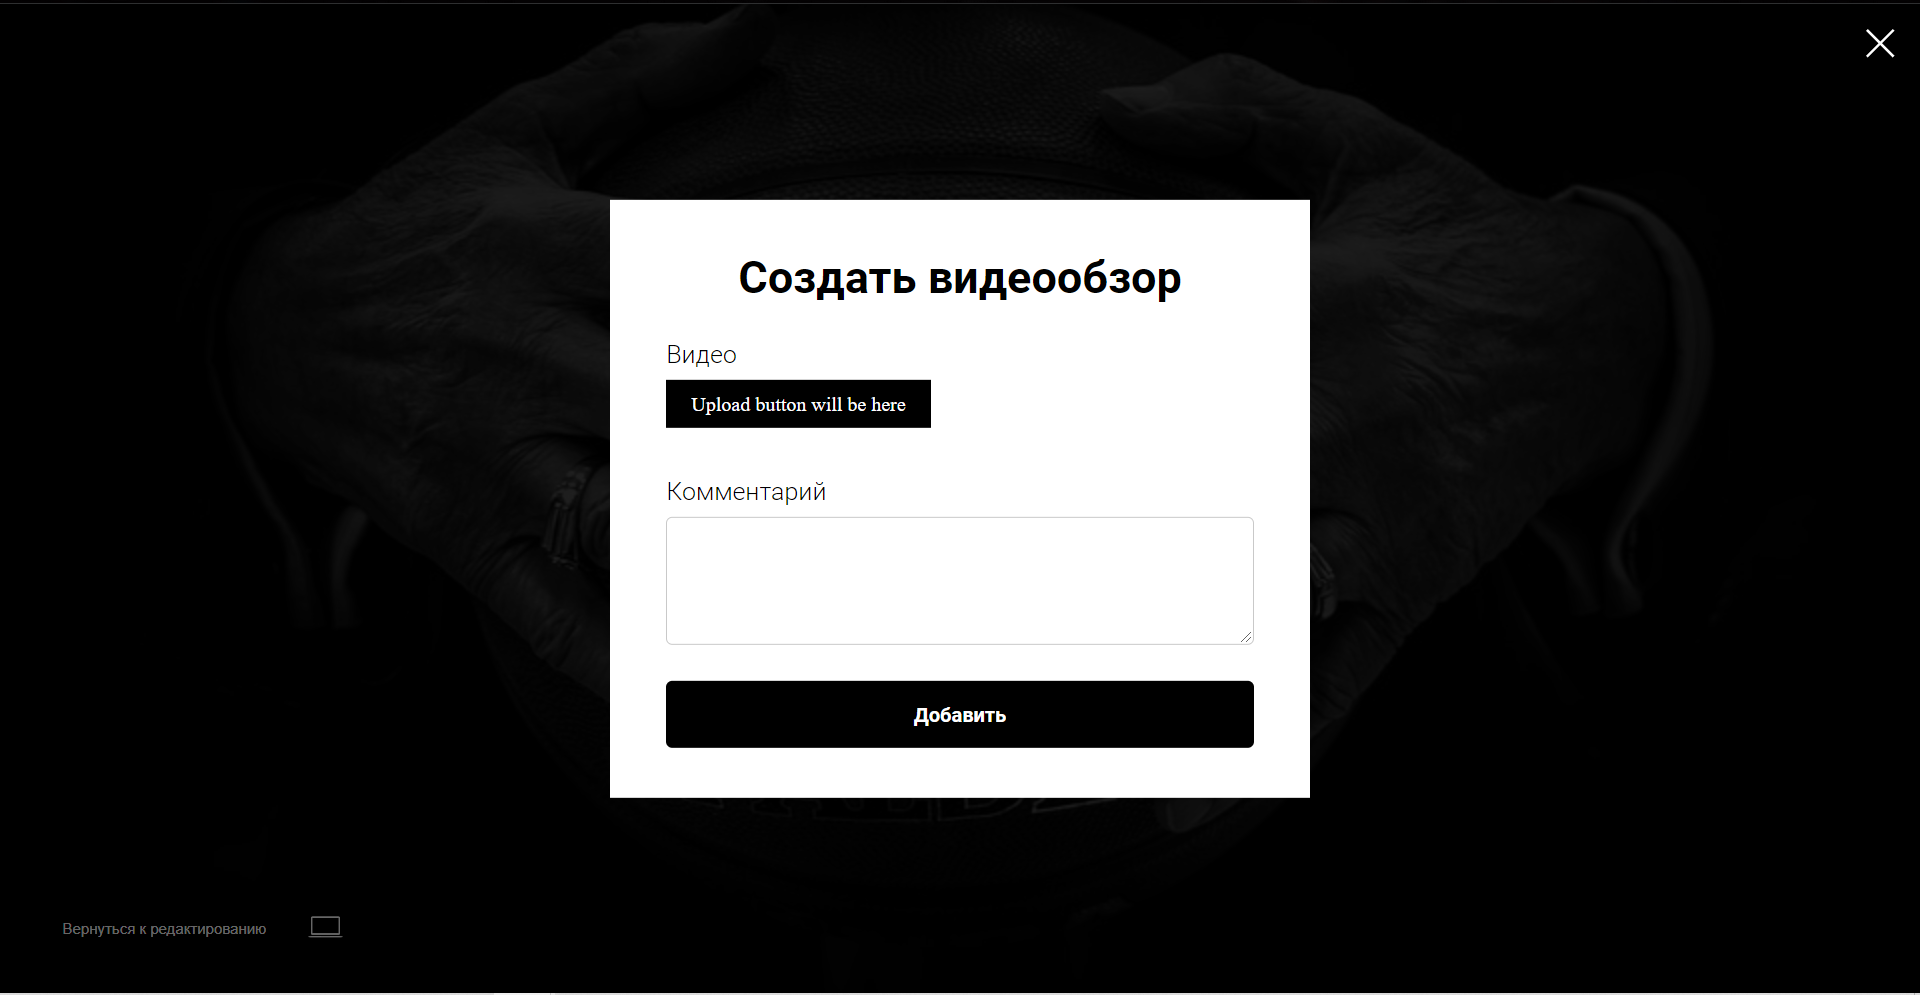 Создать видеообзор
Видео
Upload button will be here
Комментарий
Добавить
Вернуться к редактированию